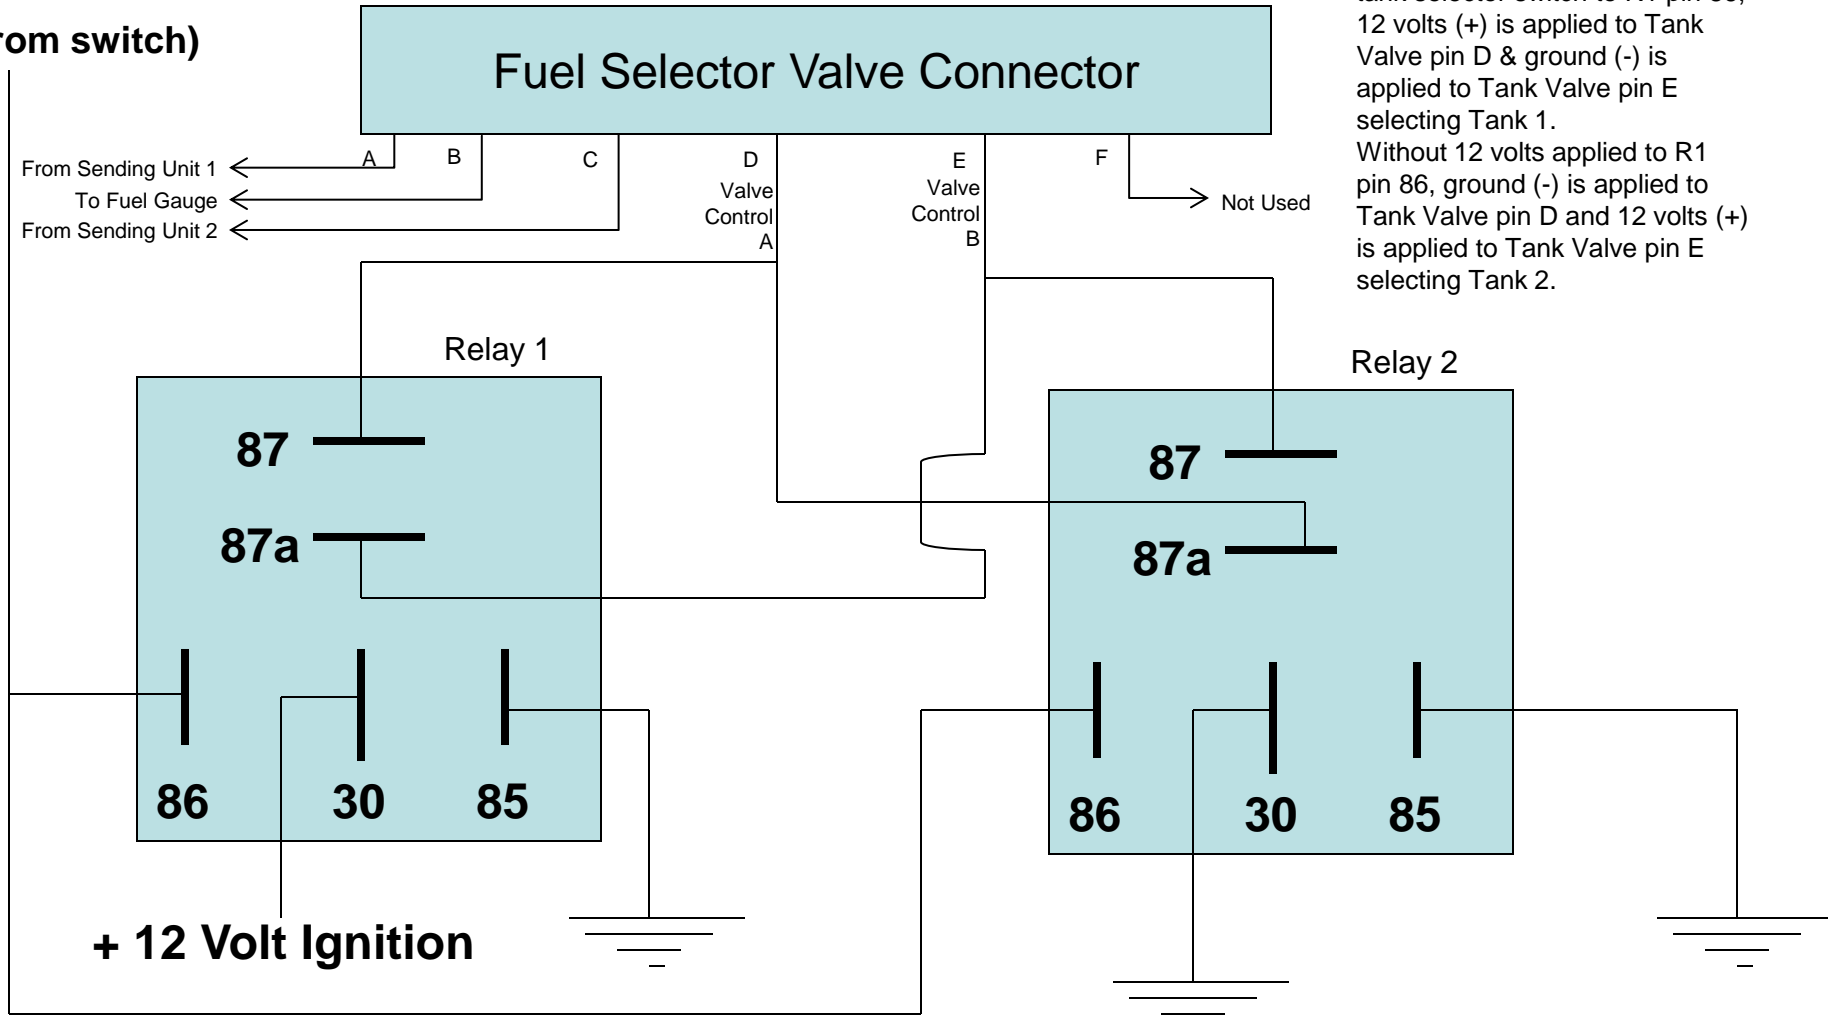 rom switch)
Fuel Selector Valve Connector
12 volts (+) is applied to Tank
Valve pin D & ground (-) is
applied to Tank Valve pin E
selecting Tank 1.
Without 12 volts applied to R1
pin 86, ground (-) is applied to
Tank Valve pin D and 12 volts (+)
is applied to Tank Valve pin E
selecting Tank 2.
A
B
C
D
E
F
From Sending Unit 1
To Fuel Gauge
From Sending Unit 2
Valve
Control
A
Valve
Control
B
Not Used
Relay 1
87
87a
86
30
85
Relay 2
87
87a
86
30
85
+ 12 Volt Ignition